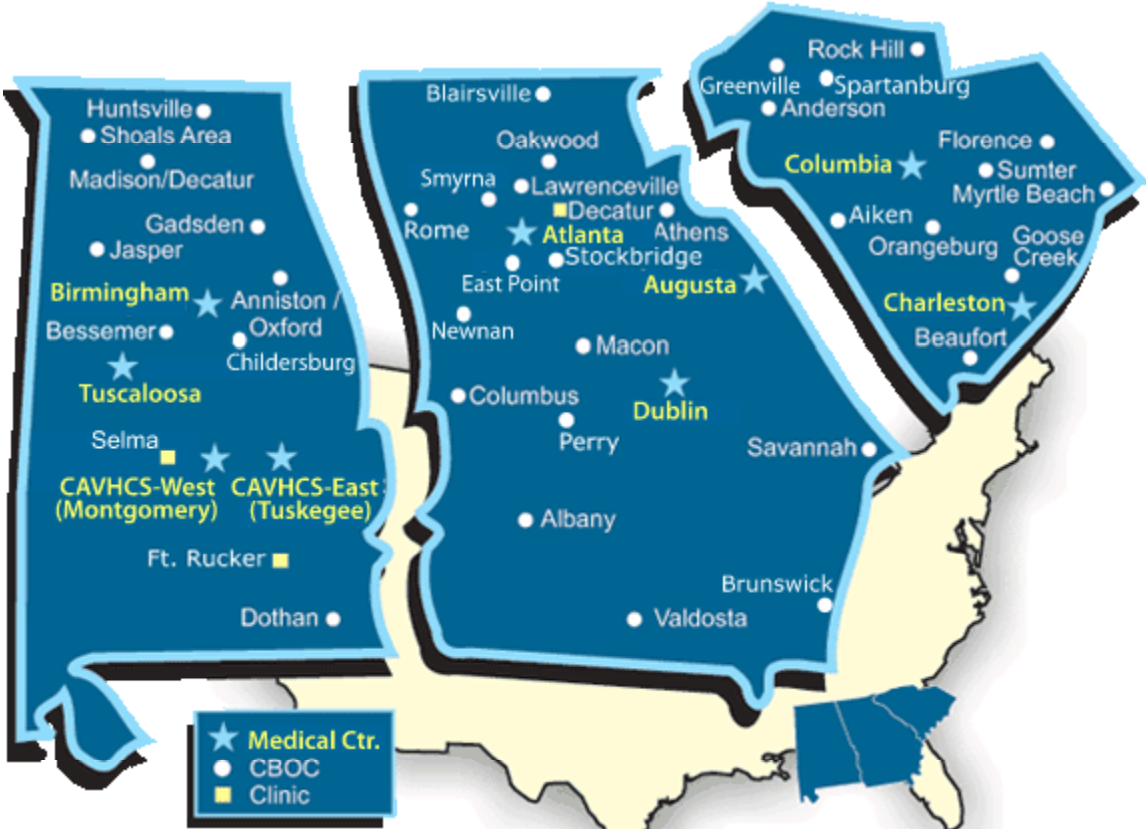 Huntsville
Shoals Area
Madison/Decatur
Gadsden
Jasper
Birmingham
Anniston /
Oxford
Bessemer
Childersburg
Tuscaloosa
Selma
CAVHCS-West
(Montgomery)
CAVHCS-East
(Tuskegee)
Ft. Rucker
Dothan
Blairsville
Oakwood
Smyrna
Lawrenceville
Decatur
Rome
Atlanta
Athens
Stockbridge
East Point
Augusta
Newnan
Macon
Columbus
Dublin
Perry
Savannah
Albany
Brunswick
Valdosta
Rock Hill
Greenville
Spartanburg
Anderson
Florence
Columbia
Sumter
Myrtle Beach
Aiken
Orangeburg
Goose
Creek
Charleston
Beaufort
Medical Ctr.
CBOC
Clinic